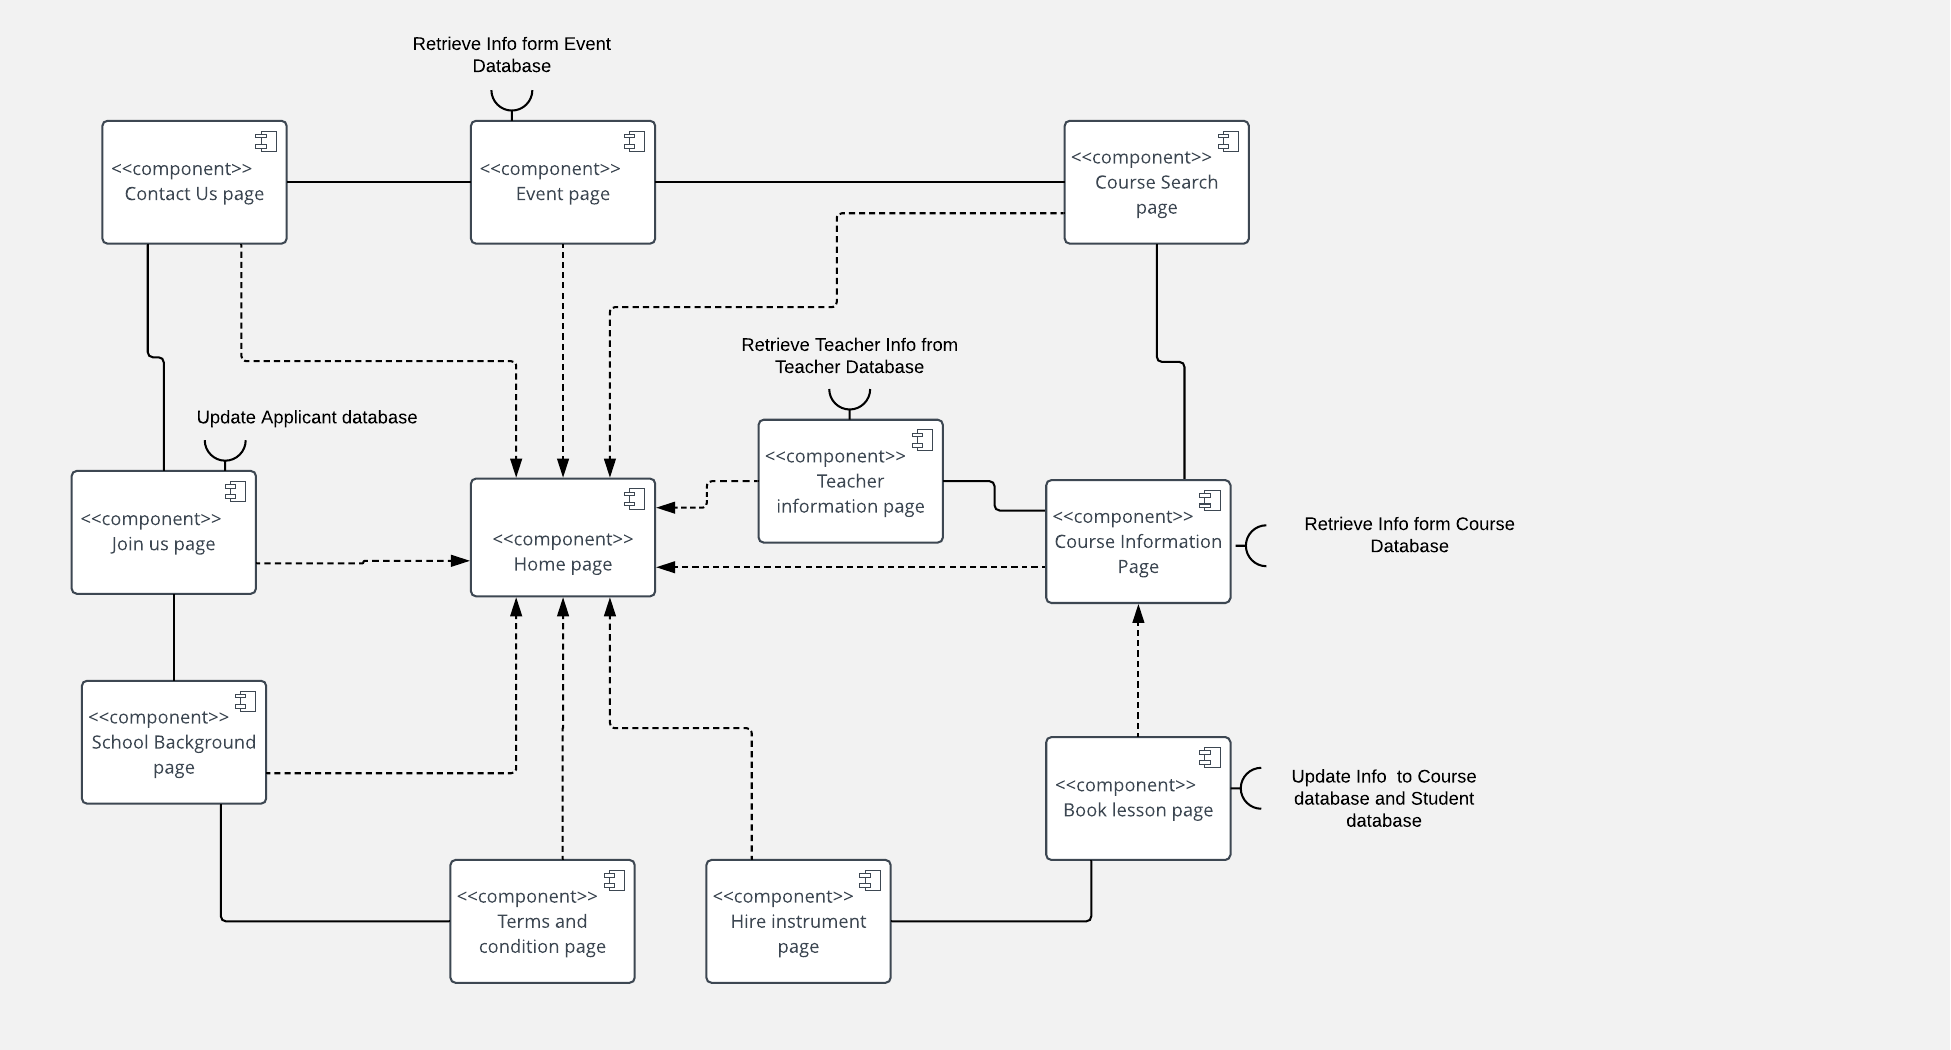 Retrieve Info form Event
Database
<<component>>
Contact Us page
<<component>>
Event page
<<component>>
Course Search
page
Retrieve Teacher Info from
Teacher Database
Update Applicant database
<<component>>
Teacher
information page
<<component>>
Join us page
<<component>>
Home page
<<component>>
Course Information
Page
Retrieve Info form Course
Database
<<component>>
School Background
page
<<component>>
Book lesson page
Update Info  to Course
database and Student
database
<<component>>
Terms and
condition page
<<component>>
Hire instrument
page